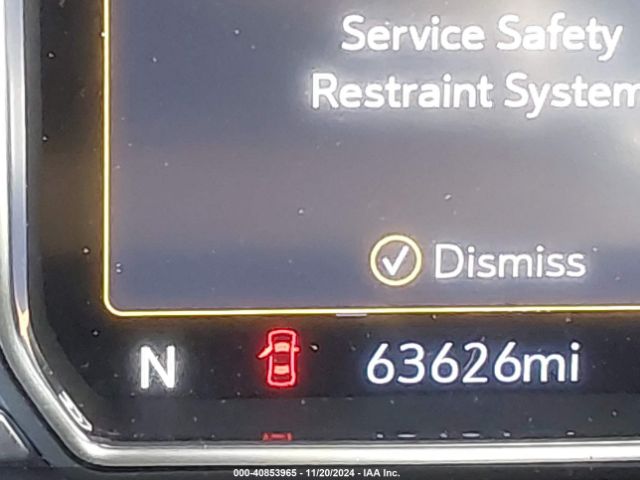 Service Safety
Restraint System
Dismiss
N
63626mi
000-40853965 - 11/20/2024 - IAA Inc.